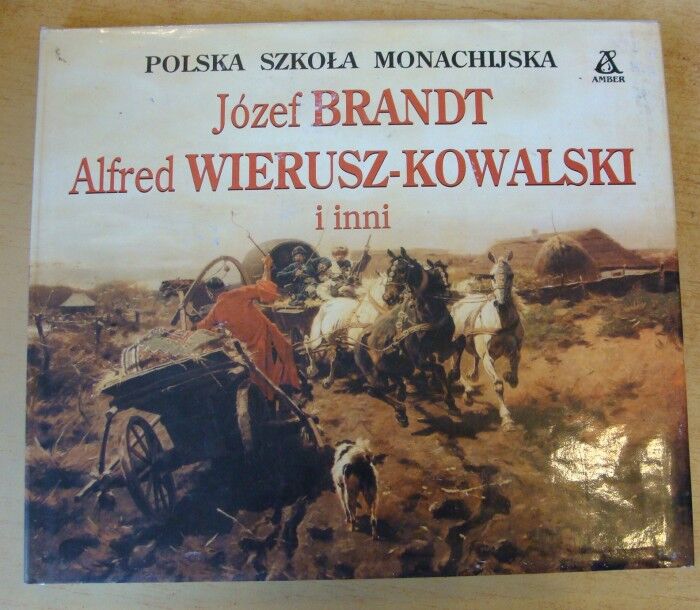 POLSKA SZKOŁA MONACHIJSKA
AMBER
Józef BRANDT
Alfred WIERUSZ-KOWALSKI
i inni